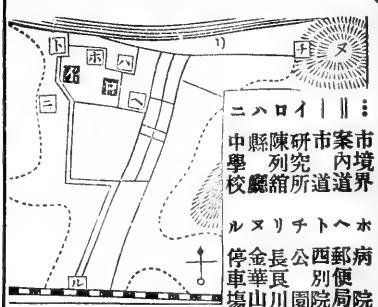 ト
ホ
ハ
リ
チ
ヌ
ニ
ヘ
ル
市境界
案内道
市道
イ 研究所
ロ 陳列館
ハ 縣廳
ニ 中學校
ホ 病院
ヘ 郵便局
ト 西別院
チ 公園
リ 長良川
ヌ 金華山
ル 停車場